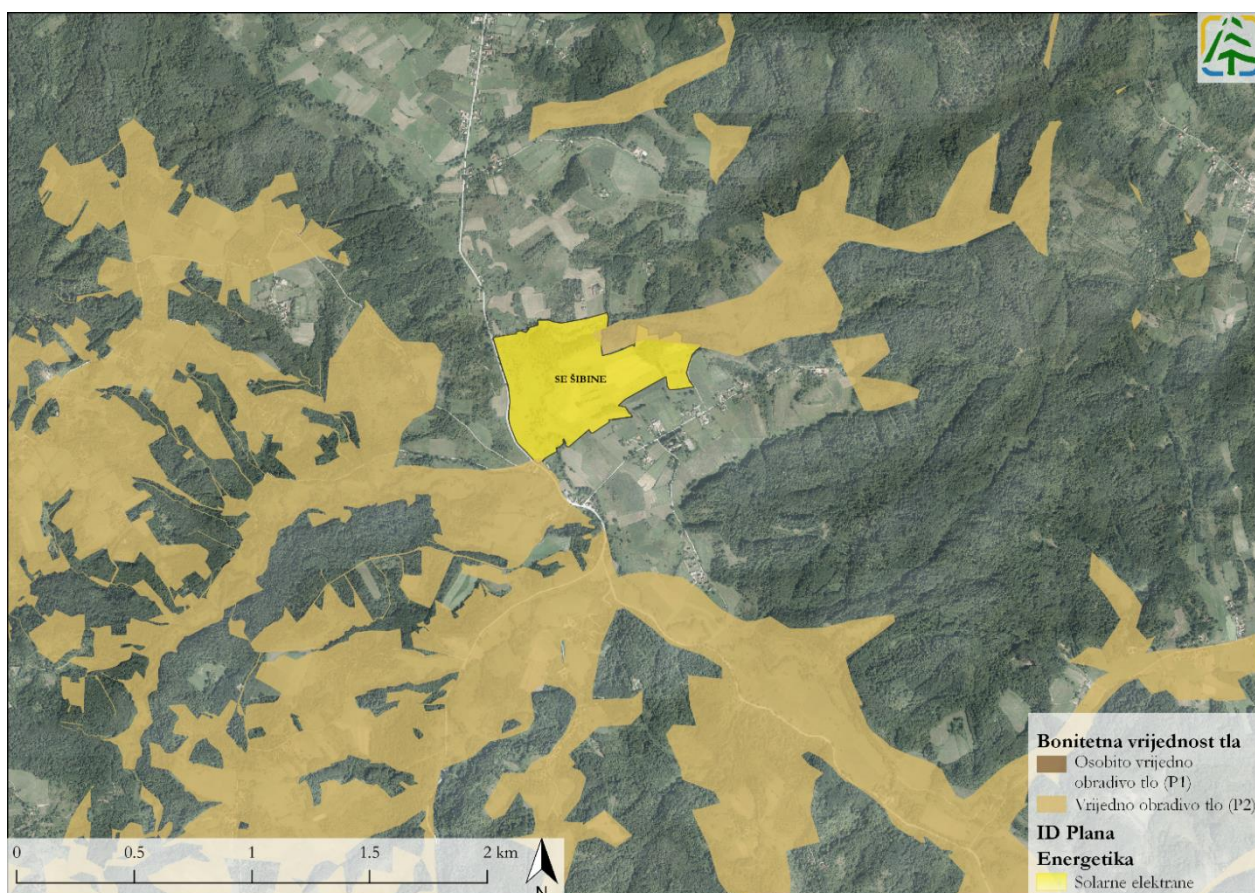 SE ŠIBINE
Bonitetna vrijednost tla
Osobito vrijedno
obradivo tlo (P1)
Vrijedno obradivo tlo (P2)
ID Plana
Energetika
Solarne elektrane
0 0.5 1 1.5 2 km
N